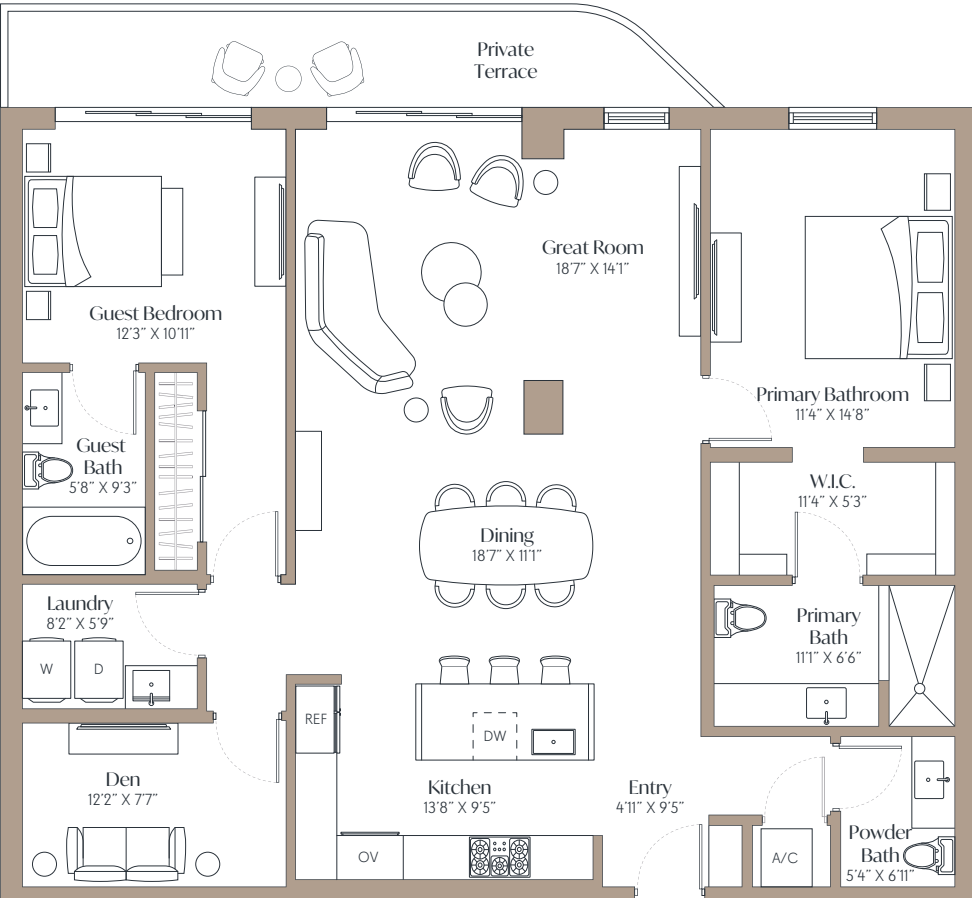 Private
Terrace
Great Room
18'7" X 14'1"
Guest Bedroom
12'3" X 10'11"
Primary Bathroom
11'4" X 14'8"
Guest
Bath
5'8" X 9'3"
W.I.C.
11'4" X 5'3"
Dining
18'7" X 11'1"
Laundry
8'2" X 5'9"
W
D
Primary
Bath
11'1" X 6'6"
REF
DW
Den
12'2" X 7'7"
Kitchen
13'8" X 9'5"
Entry
4'11" X 9'5"
OV
A/C
Powder
Bath
5'4" X 6'11"